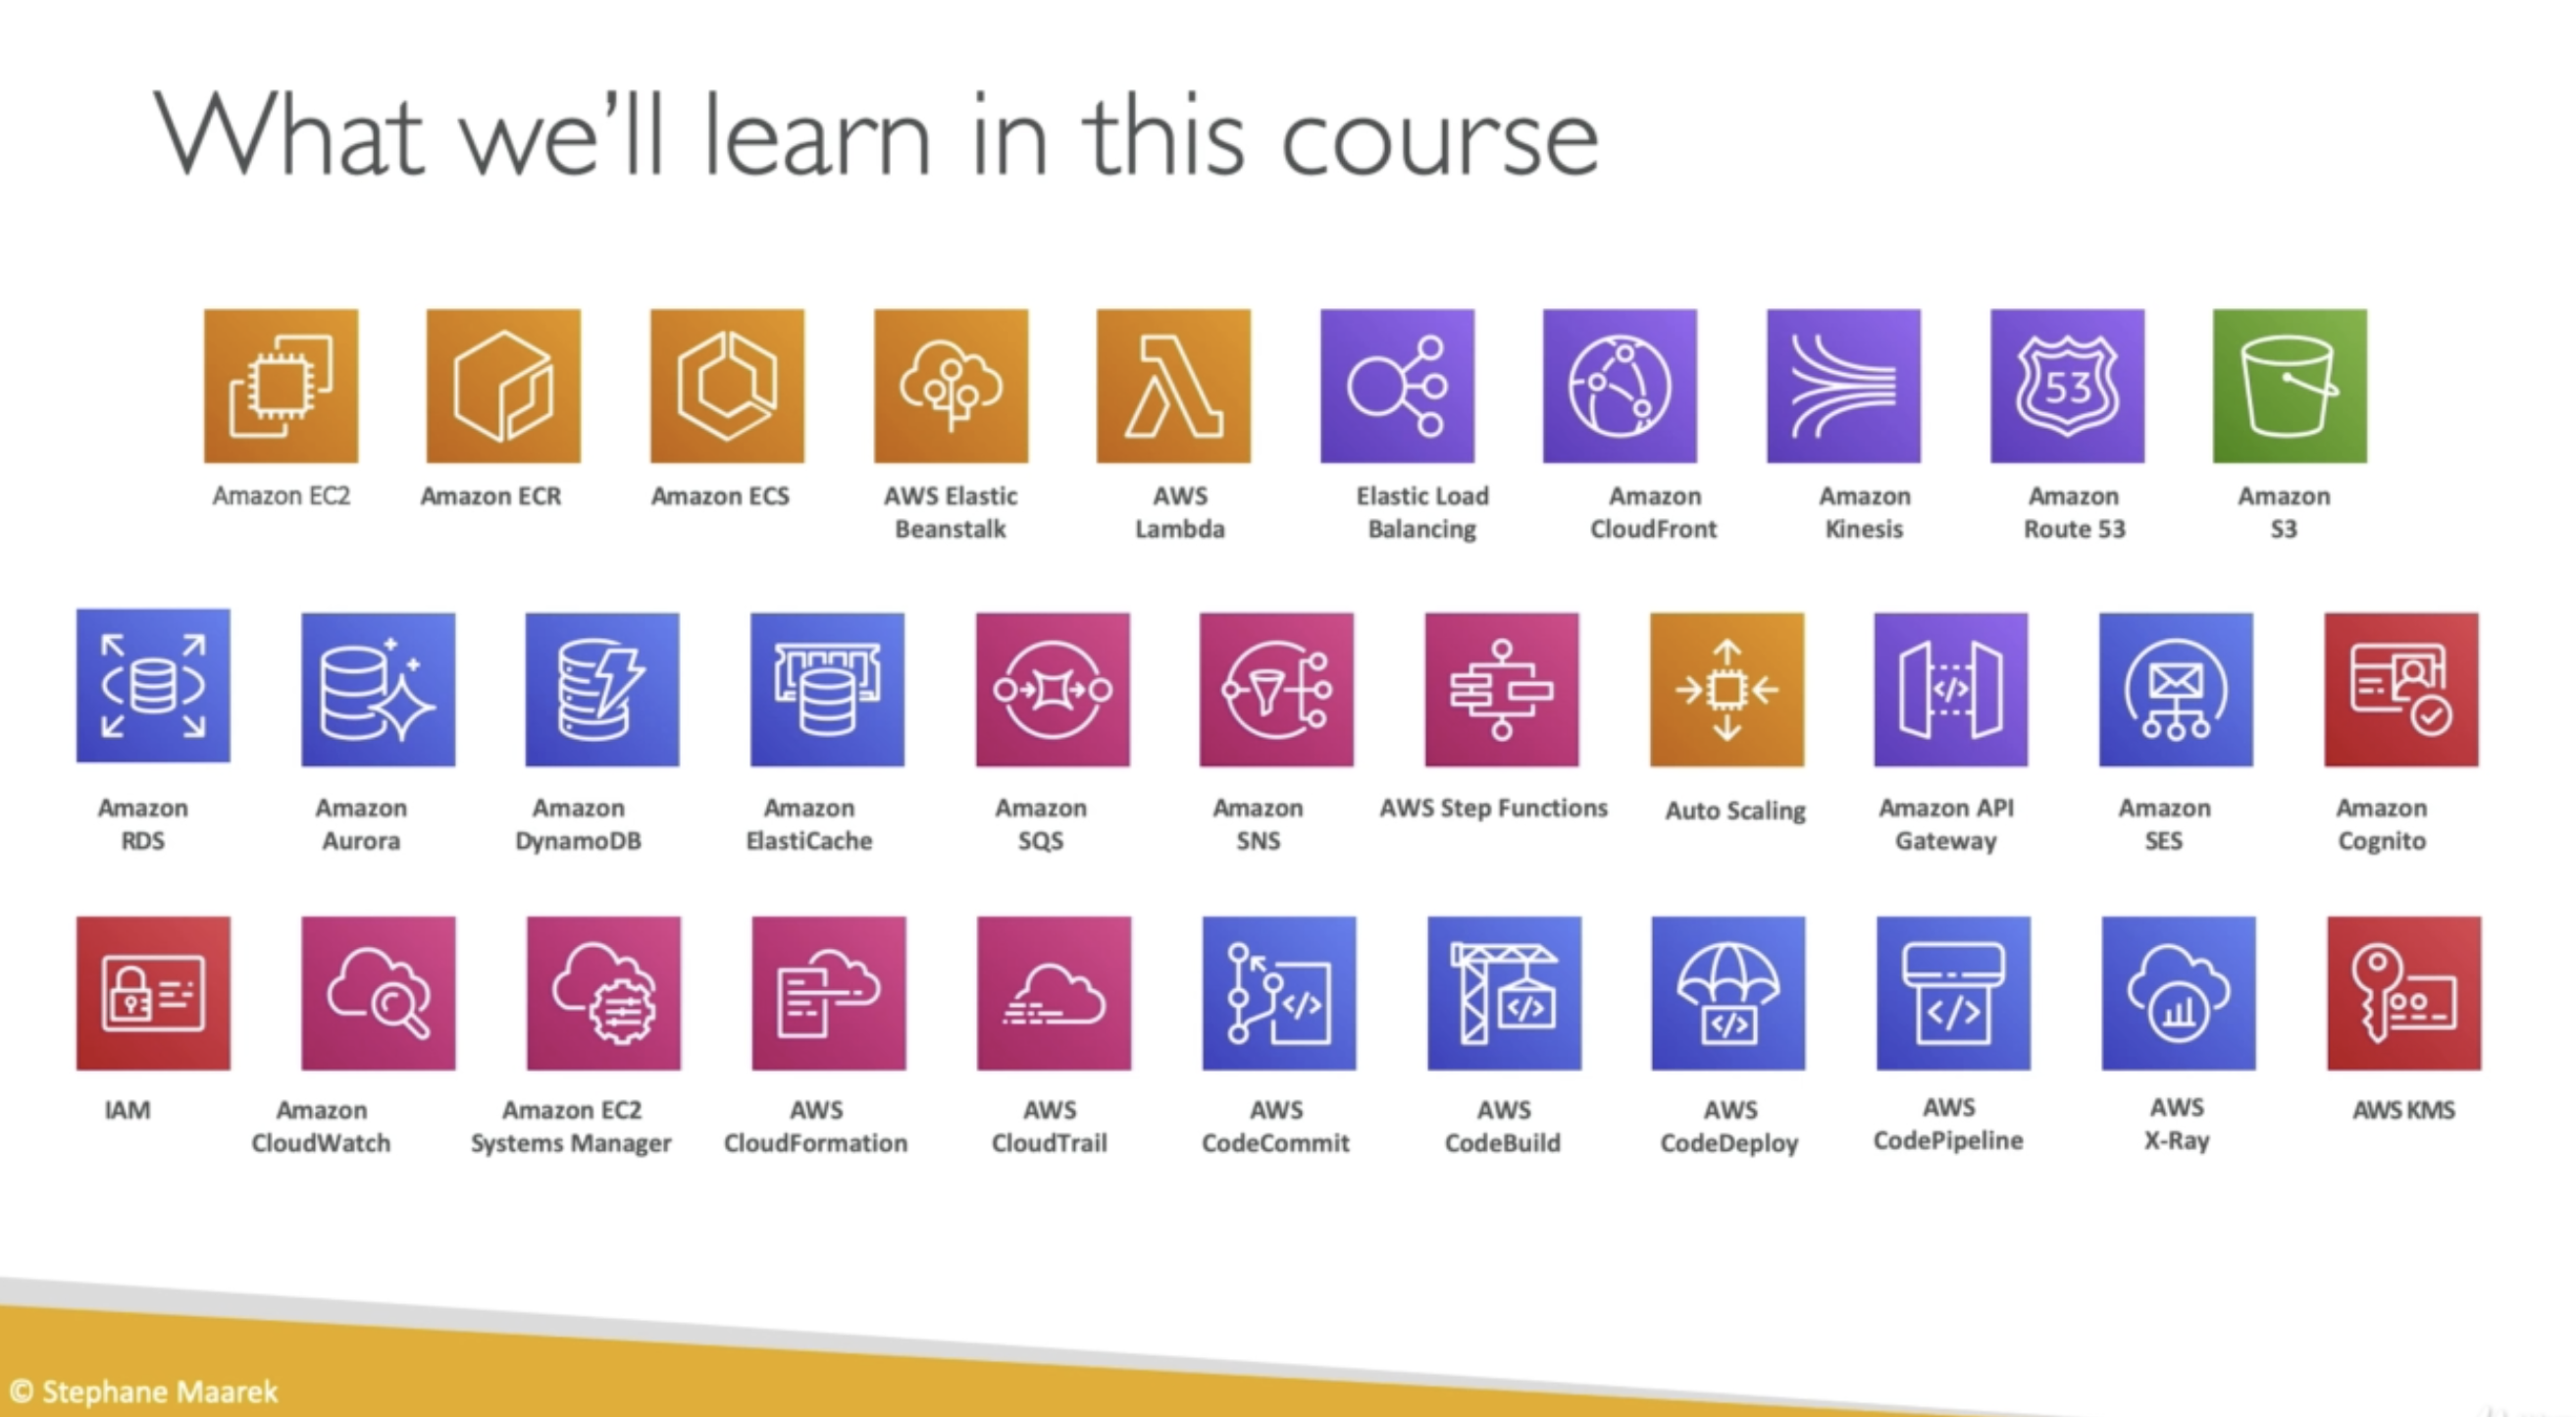 What we'll learn in this course
53
Amazon EC2
Amazon ECR
Amazon ECS
AWS Elastic
Beanstalk
AWS
Lambda
Elastic Load
Balancing
Amazon
CloudFront
Amazon
Kinesis
Amazon
Route 53
Amazon
S3
</>
Amazon
RDS
Amazon
Aurora
Amazon
DynamoDB
Amazon
ElastiCache
Amazon
SQS
Amazon
SNS
AWS Step Functions
Auto Scaling
Amazon API
Gateway
Amazon
SES
Amazon
Cognito
</>
</>
</>
</>
IAM
Amazon
CloudWatch
Amazon EC2
Systems Manager
AWS
CloudFormation
AWS
CloudTrail
AWS
CodeCommit
AWS
CodeBuild
AWS
CodeDeploy
AWS
CodePipeline
AWS
X-Ray
AWS KMS
© Stephane Maarek